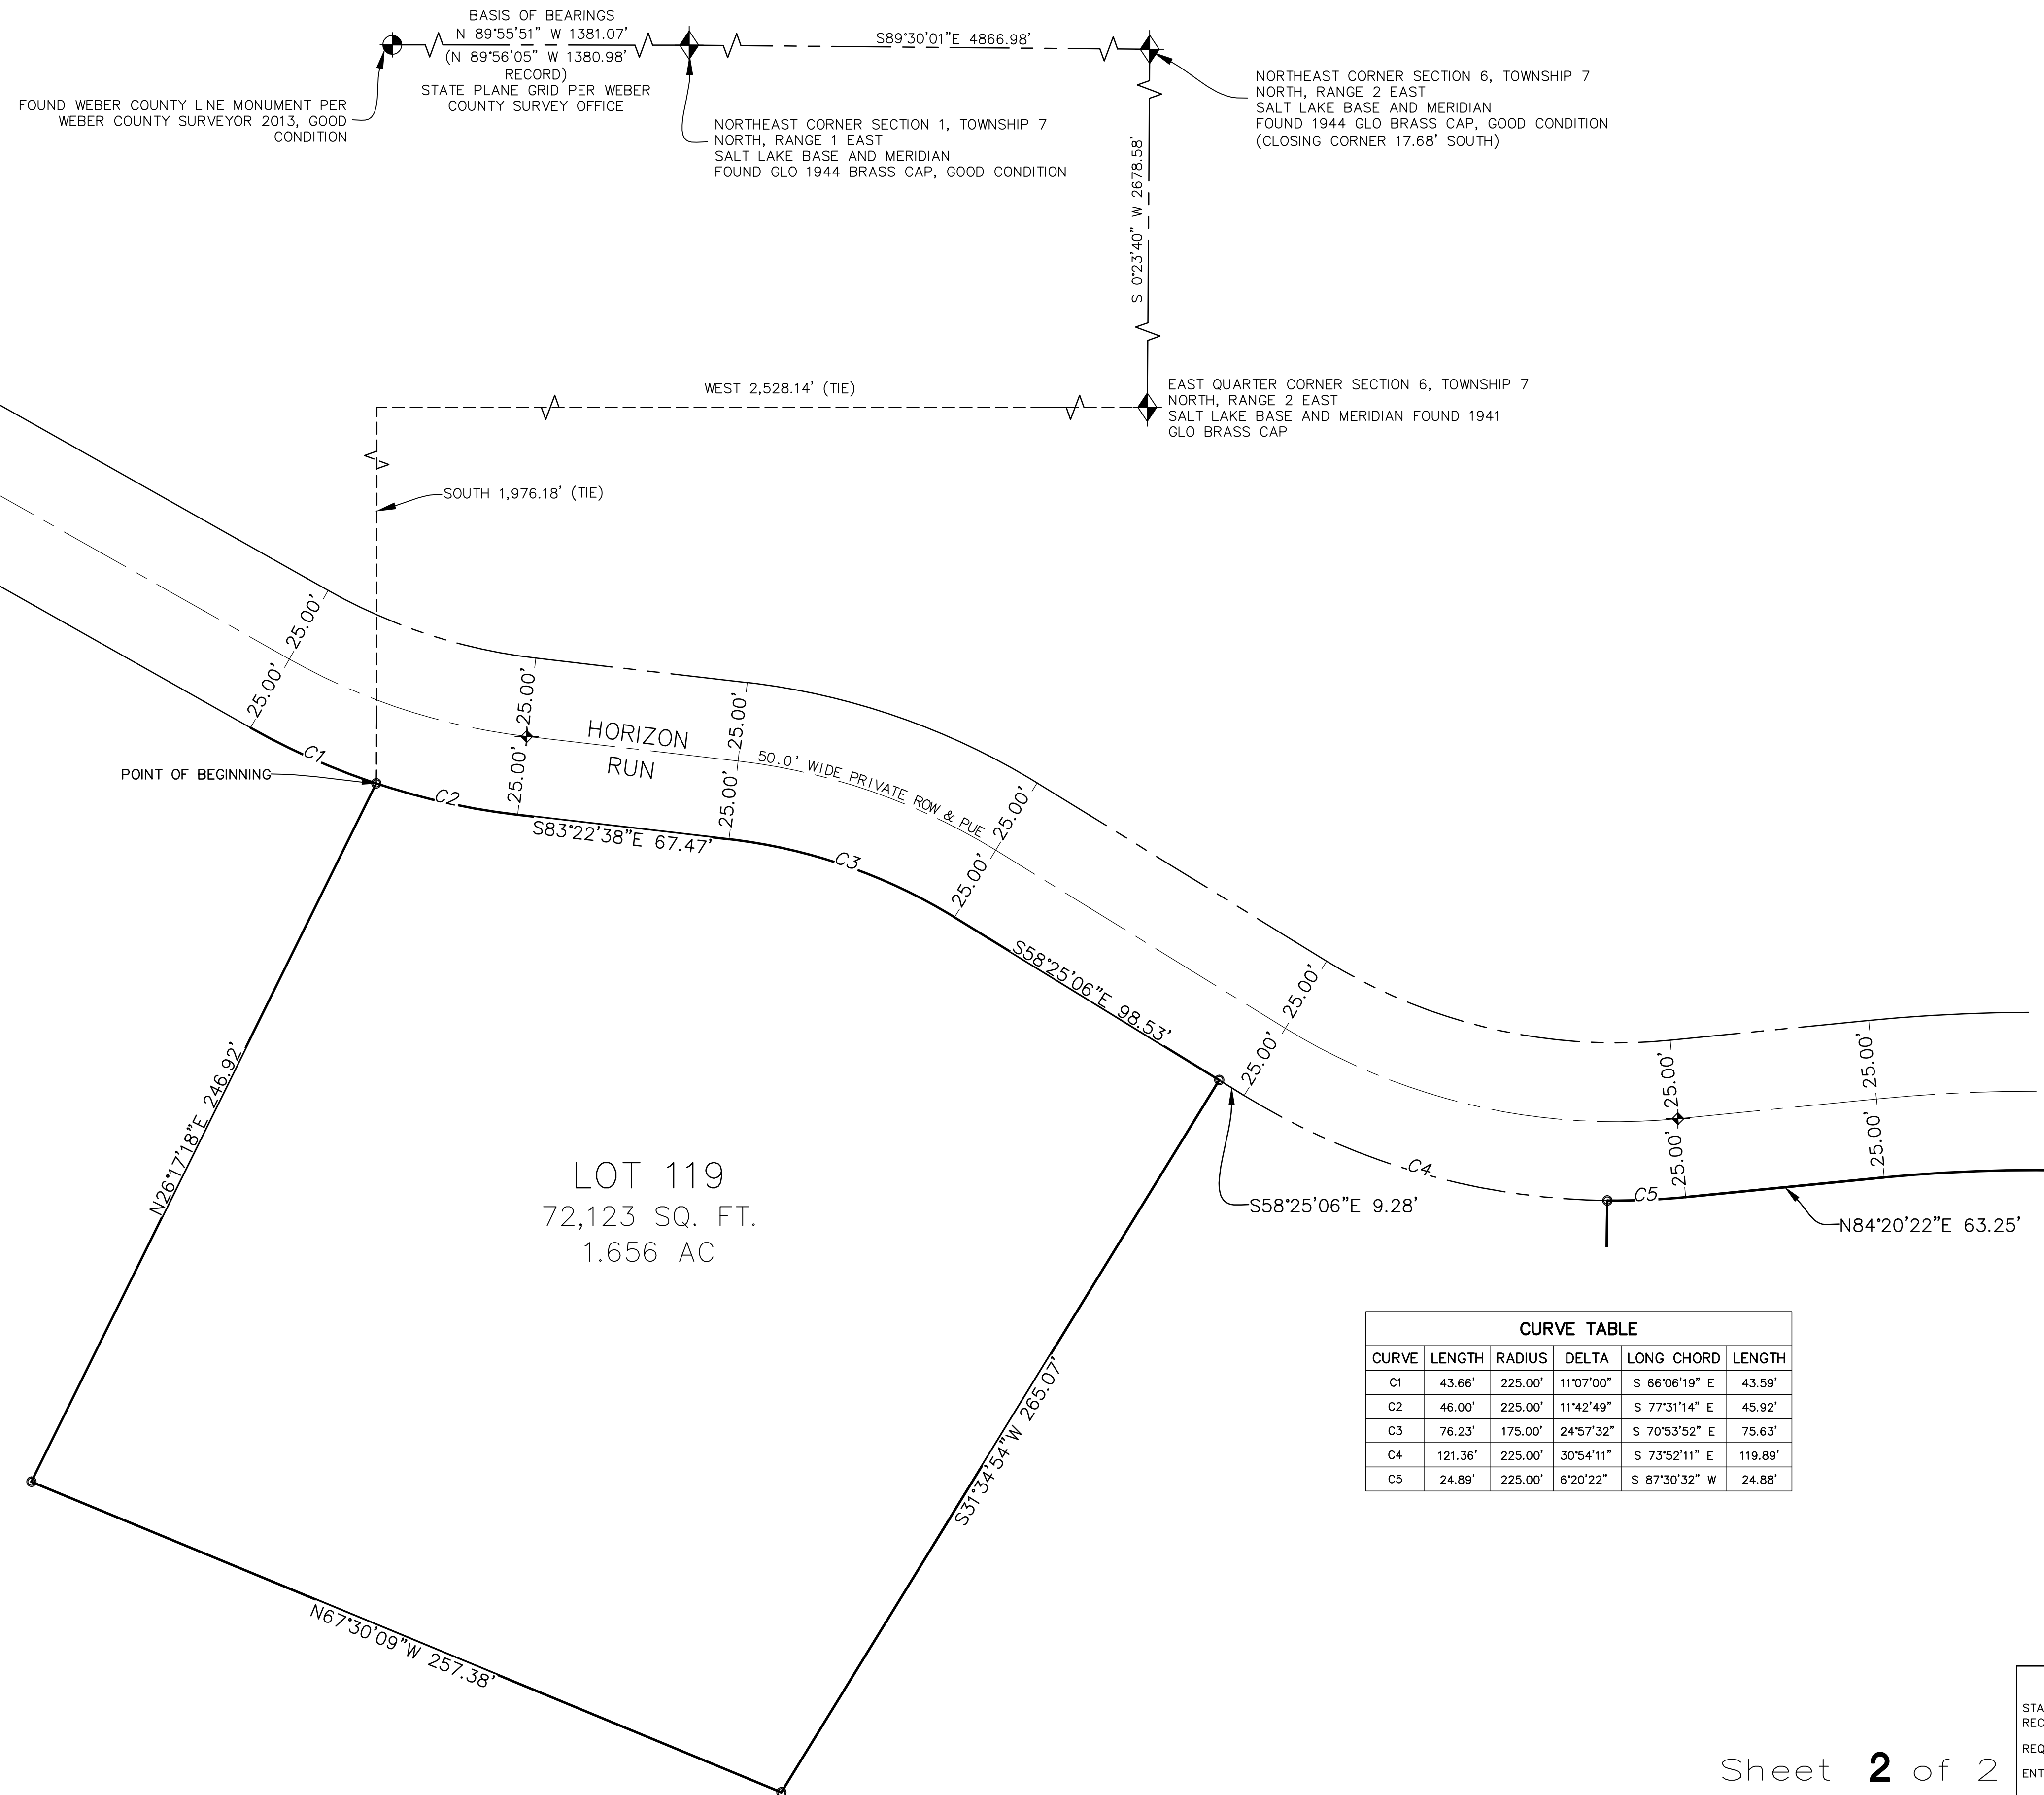 BASIS OF BEARINGS
N 89°55'51" W 1381.07'
(N 89°56'05" W 1380.98'
RECORD)
STATE PLANE GRID PER WEBER
COUNTY SURVEY OFFICE
S89°30'01"E 4866.98'
FOUND WEBER COUNTY LINE MONUMENT PER
WEBER COUNTY SURVEYOR 2013, GOOD
CONDITION
NORTHEAST CORNER SECTION 1, TOWNSHIP 7
NORTH, RANGE 1 EAST
SALT LAKE BASE AND MERIDIAN
FOUND GLO 1944 BRASS CAP, GOOD CONDITION
NORTHEAST CORNER SECTION 6, TOWNSHIP 7
NORTH, RANGE 2 EAST
SALT LAKE BASE AND MERIDIAN
FOUND 1944 GLO BRASS CAP, GOOD CONDITION
(CLOSING CORNER 17.68' SOUTH)
S 0°23'40" W 2678.58'
WEST 2,528.14' (TIE)
EAST QUARTER CORNER SECTION 6, TOWNSHIP 7
NORTH, RANGE 2 EAST
SALT LAKE BASE AND MERIDIAN FOUND 1941
GLO BRASS CAP
SOUTH 1,976.18' (TIE)
25.00'
25.00'
25.00'
25.00'
25.00'
25.00'
HORIZON
RUN
50.0' WIDE PRIVATE ROW & PUE
25.00'
25.00'
C1
POINT OF BEGINNING
C2
S83°22'38"E 67.47'
C3
S58°25'06"E 98.53'
25.00'
25.00'
25.00'
25.00'
25.00'
25.00'
C4
C5
S58°25'06"E 9.28'
N84°20'22"E 63.25'
N26°17'18"E 246.92'
LOT 119
72,123 SQ. FT.
1.656 AC
S31°34'54"W 265.07'
N67°30'09"W 257.38'
CURVE TABLE
CURVE LENGTH RADIUS DELTA LONG CHORD LENGTH
C1 43.66' 225.00' 11°07'00" S 66°06'19" E 43.59'
C2 46.00' 225.00' 11°42'49" S 77°31'14" E 45.92'
C3 76.23' 175.00' 24°57'32" S 70°53'52" E 75.63'
C4 121.36' 225.00' 30°54'11" S 73°52'11" E 119.89'
C5 24.89' 225.00' 6°20'22" S 87°30'32" W 24.88'
Sheet 2 of 2
STA
REC
REQ
ENT